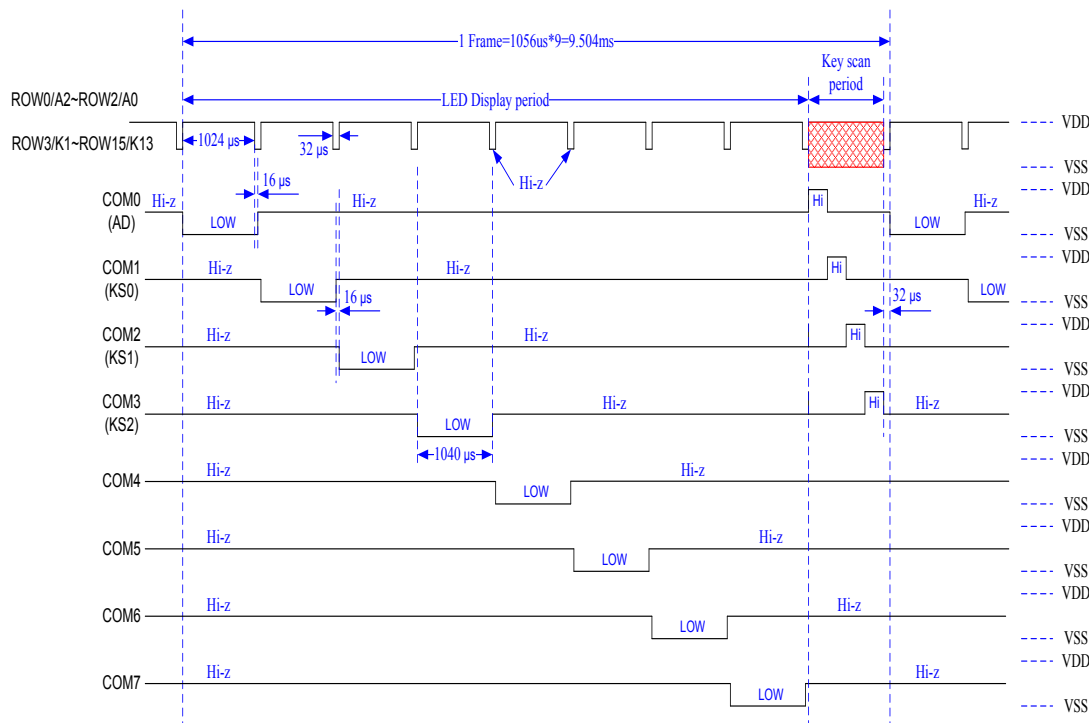 1 Frame=1056us*9=9.504ms
Key scan
period
ROW0/A2~ROW2/A0
LED Display period
VDD
ROW3/K1~ROW15/K13
1024 µs
32 µs
VSS
Hi-z
16 µs
VDD
COM0
(AD)
Hi-z
LOW
Hi-z
Hi
LOW
Hi-z
VSS
VDD
COM1
(KS0)
Hi-z
LOW
Hi-z
Hi
LOW
16 µs
32 µs
VSS
VDD
COM2
(KS1)
Hi-z
LOW
Hi-z
Hi
VSS
VDD
COM3
(KS2)
Hi-z
LOW
Hi-z
Hi
Hi-z
VSS
1040 µs
VDD
COM4
Hi-z
LOW
Hi-z
VSS
VDD
COM5
Hi-z
LOW
Hi-z
VSS
VDD
COM6
Hi-z
LOW
Hi-z
VSS
VDD
COM7
Hi-z
LOW
Hi-z
VSS